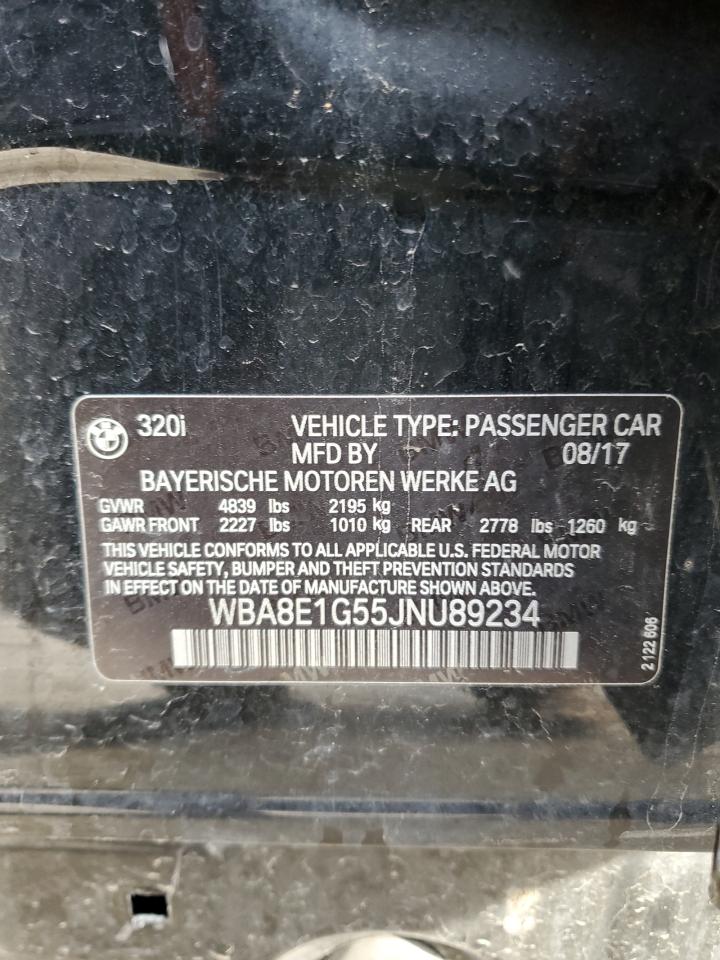 320i VEHICLE TYPE: PASSENGER CAR
MFD BY 08/17
BAYERISCHE MOTOREN WERKE AG
GVWR 4839 lbs 2195 kg
GAWR FRONT 2227 lbs 1010 kg REAR 2778 lbs 1260 kg
THIS VEHICLE CONFORMS TO ALL APPLICABLE U.S. FEDERAL MOTOR
VEHICLE SAFETY, BUMPER AND THEFT PREVENTION STANDARDS
IN EFFECT ON THE DATE OF MANUFACTURE SHOWN ABOVE.
WBA8E1G55JNU89234
2 122 606